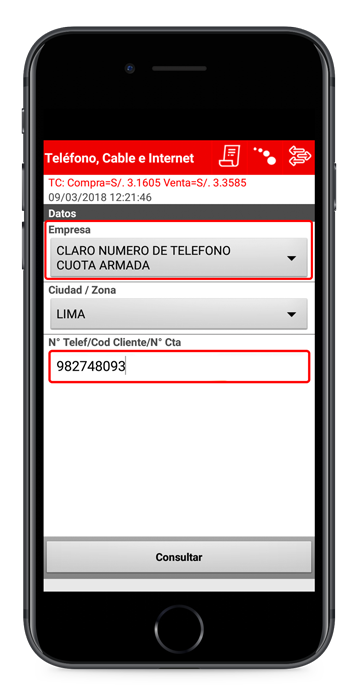 Teléfono, Cable e Internet
TC: Compra=S/. 3.1605 Venta=S/. 3.3585
09/03/2018 12:21:46
Datos
Empresa
CLARO NUMERO DE TELEFONO
CUOTA ARMADA
Ciudad / Zona
LIMA
N° Telef/Cod Cliente/N° Cta
982748093
Consultar